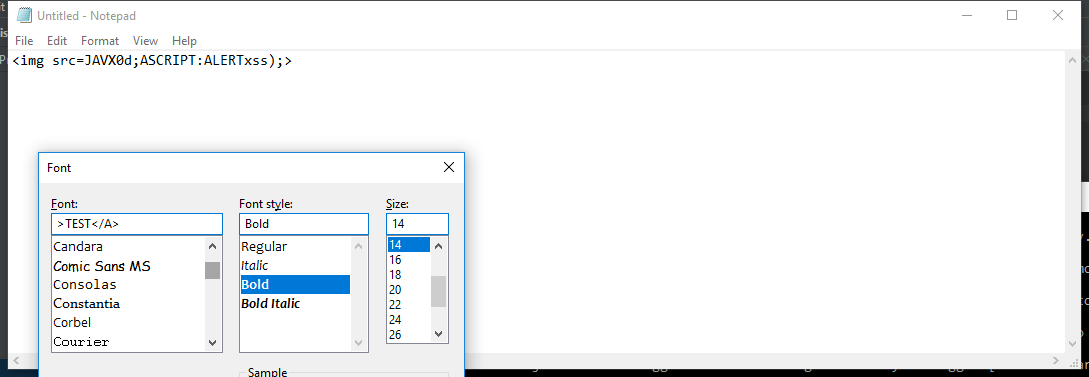 Untitled - Notepad
File Edit Format View Help
<img src=JAVX0d;ASCRIPT:ALERTxss);>
Font
Font: Font style: Size:
>TEST</A> Bold 14
Candara Regular 14
Comic Sans MS Italic 16
Consolas Bold 18
Constantia Bold Italic 20
Corbel 22
Courier 24
26
Sample